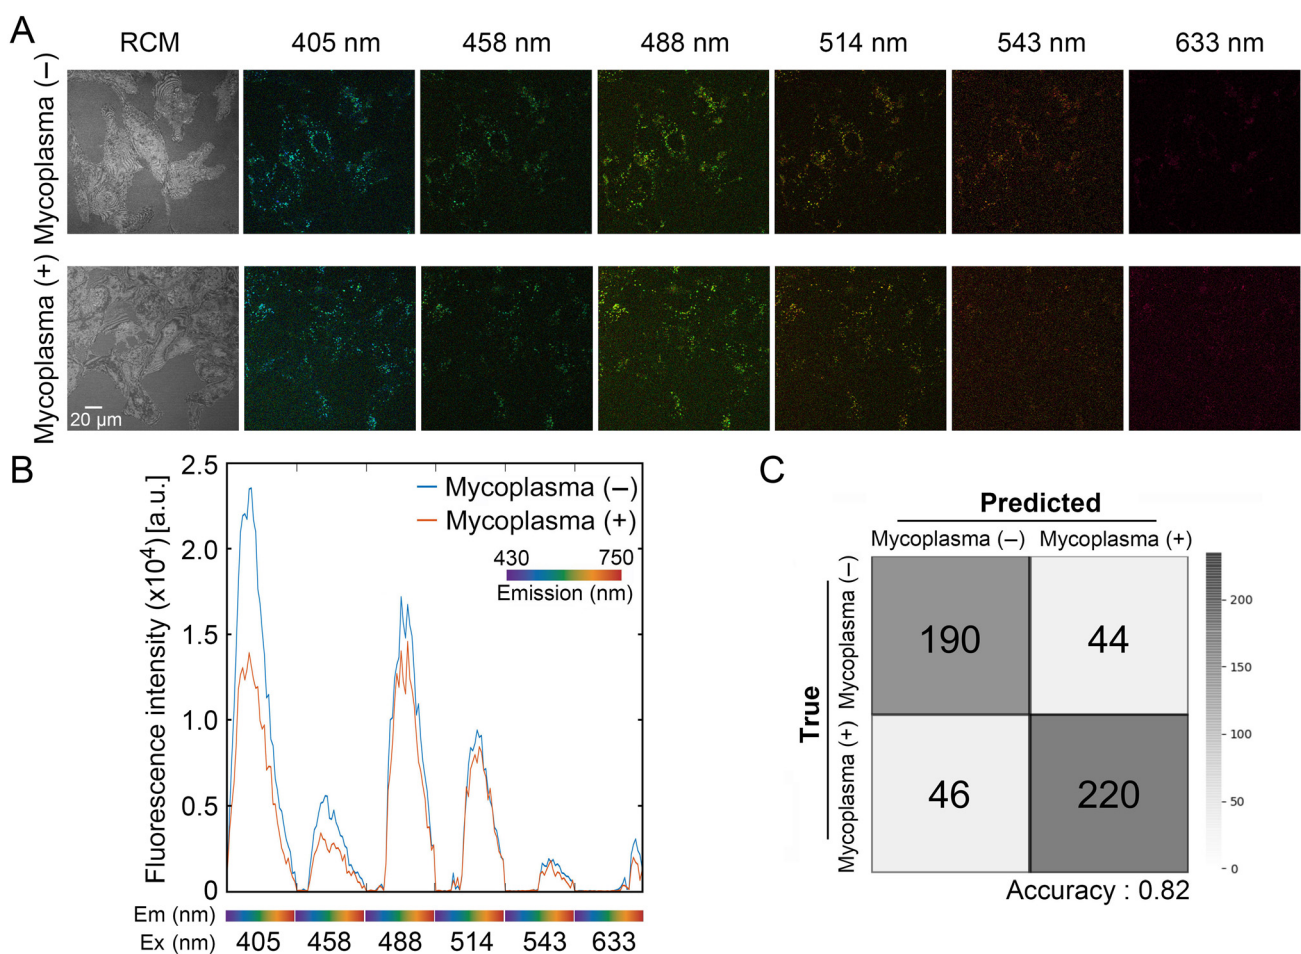 A
RCM 405 nm 458 nm 488 nm 514 nm 543 nm 633 nm
Mycoplasma (–)
Mycoplasma (+)
20 µm
B
Fluorescence intensity (x10⁴)[a.u.]
2.5
2.0
1.5
1.0
0.5
0
Mycoplasma (–)
Mycoplasma (+)
430 750
Emission (nm)
Em (nm)
Ex (nm) 405 458 488 514 543 633
C
Predicted
Mycoplasma (–) Mycoplasma (+)
True
Mycoplasma (–)
Mycoplasma (+)
190 44
46 220
200
150
100
50
0
Accuracy : 0.82